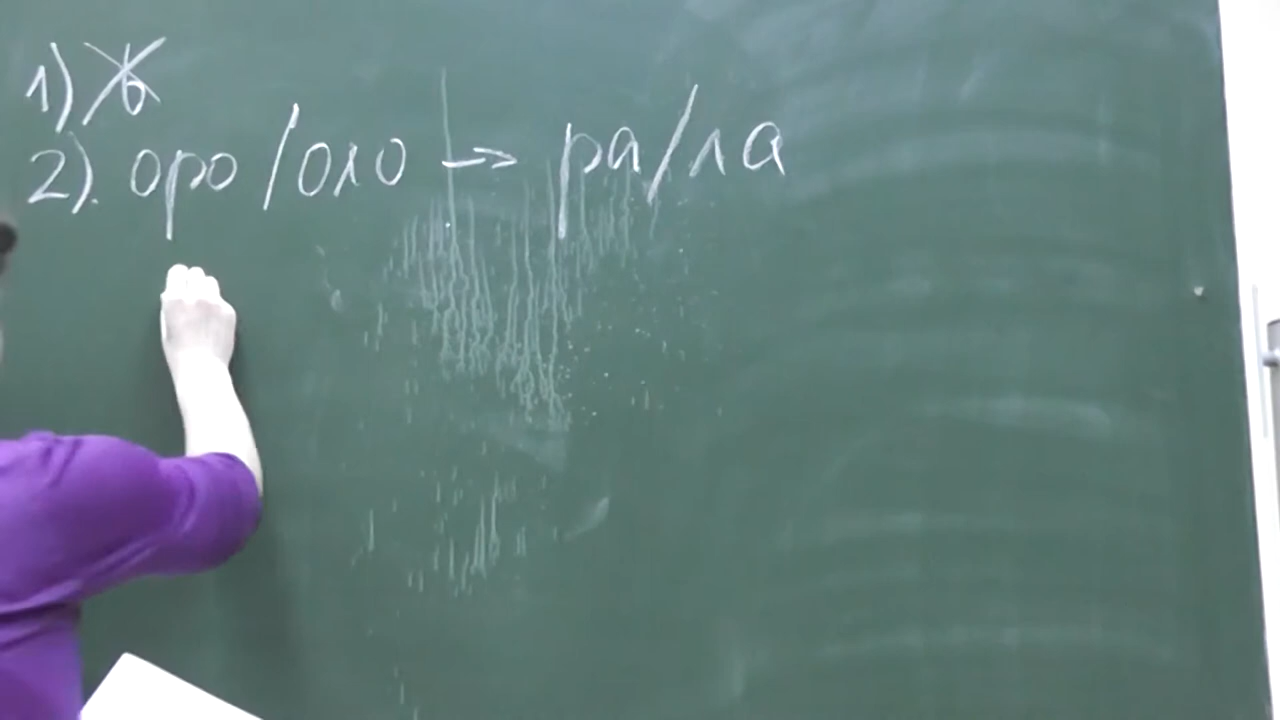 1) ь
2). оро/оло -> ра/ла